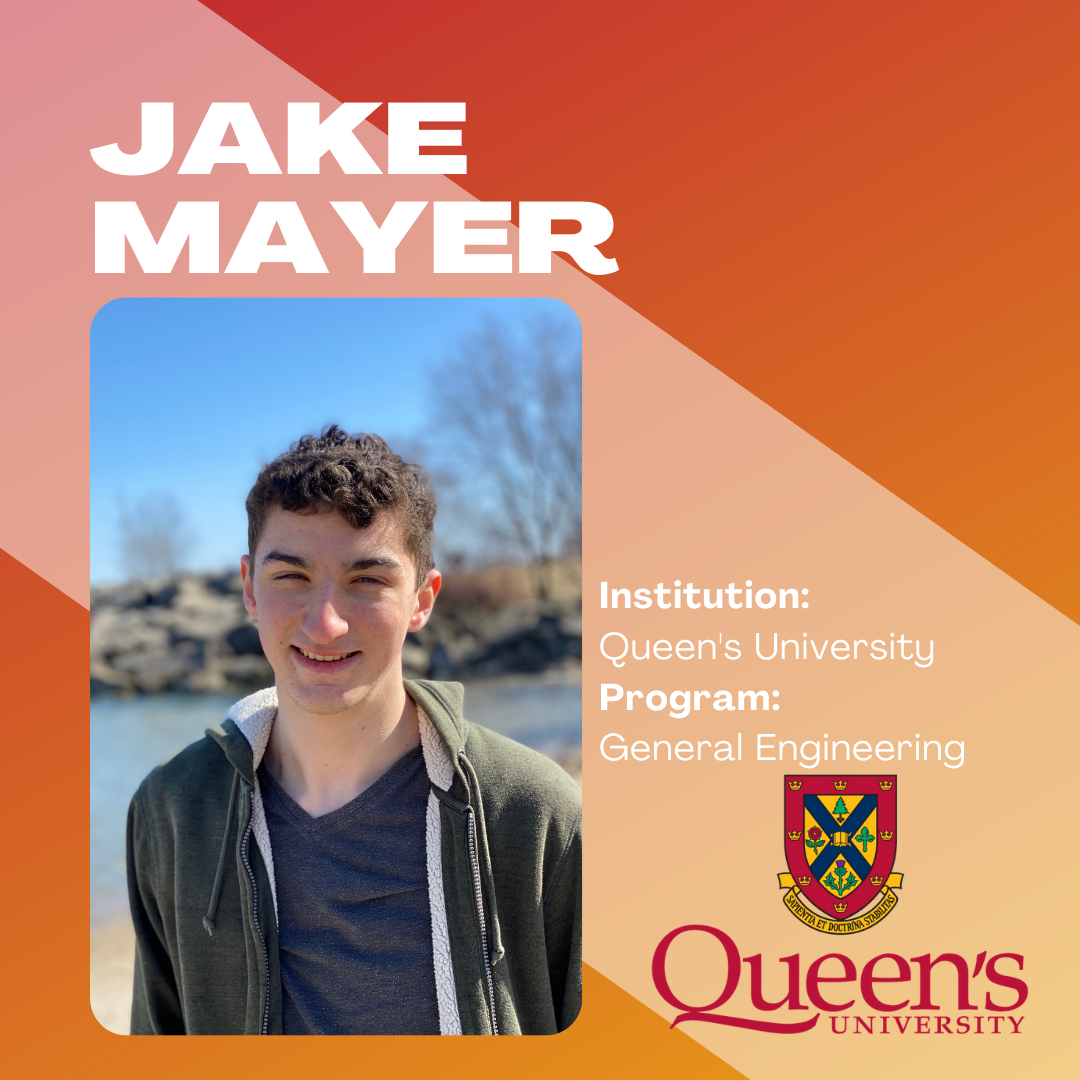 JAKE
MAYER
Institution:
Queen's University
Program:
General Engineering
SAPIENTIA ET DOCTRINA STABILITAS
Queen's
UNIVERSITY